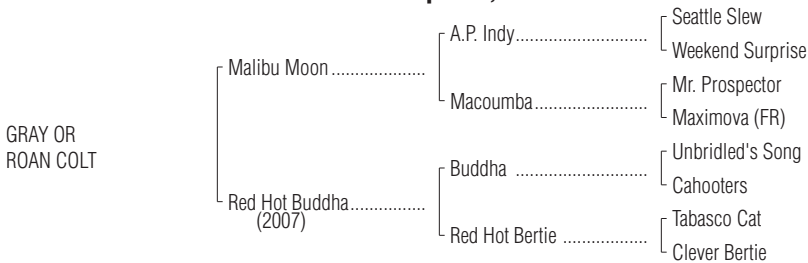 Seattle Slew
A.P. Indy
Weekend Surprise
Malibu Moon
Mr. Prospector
Macoumba
Maximova (FR)
GRAY OR
ROAN COLT
Unbridled's Song
Buddha
Cahooters
Red Hot Buddha
(2007)
Tabasco Cat
Red Hot Bertie
Clever Bertie